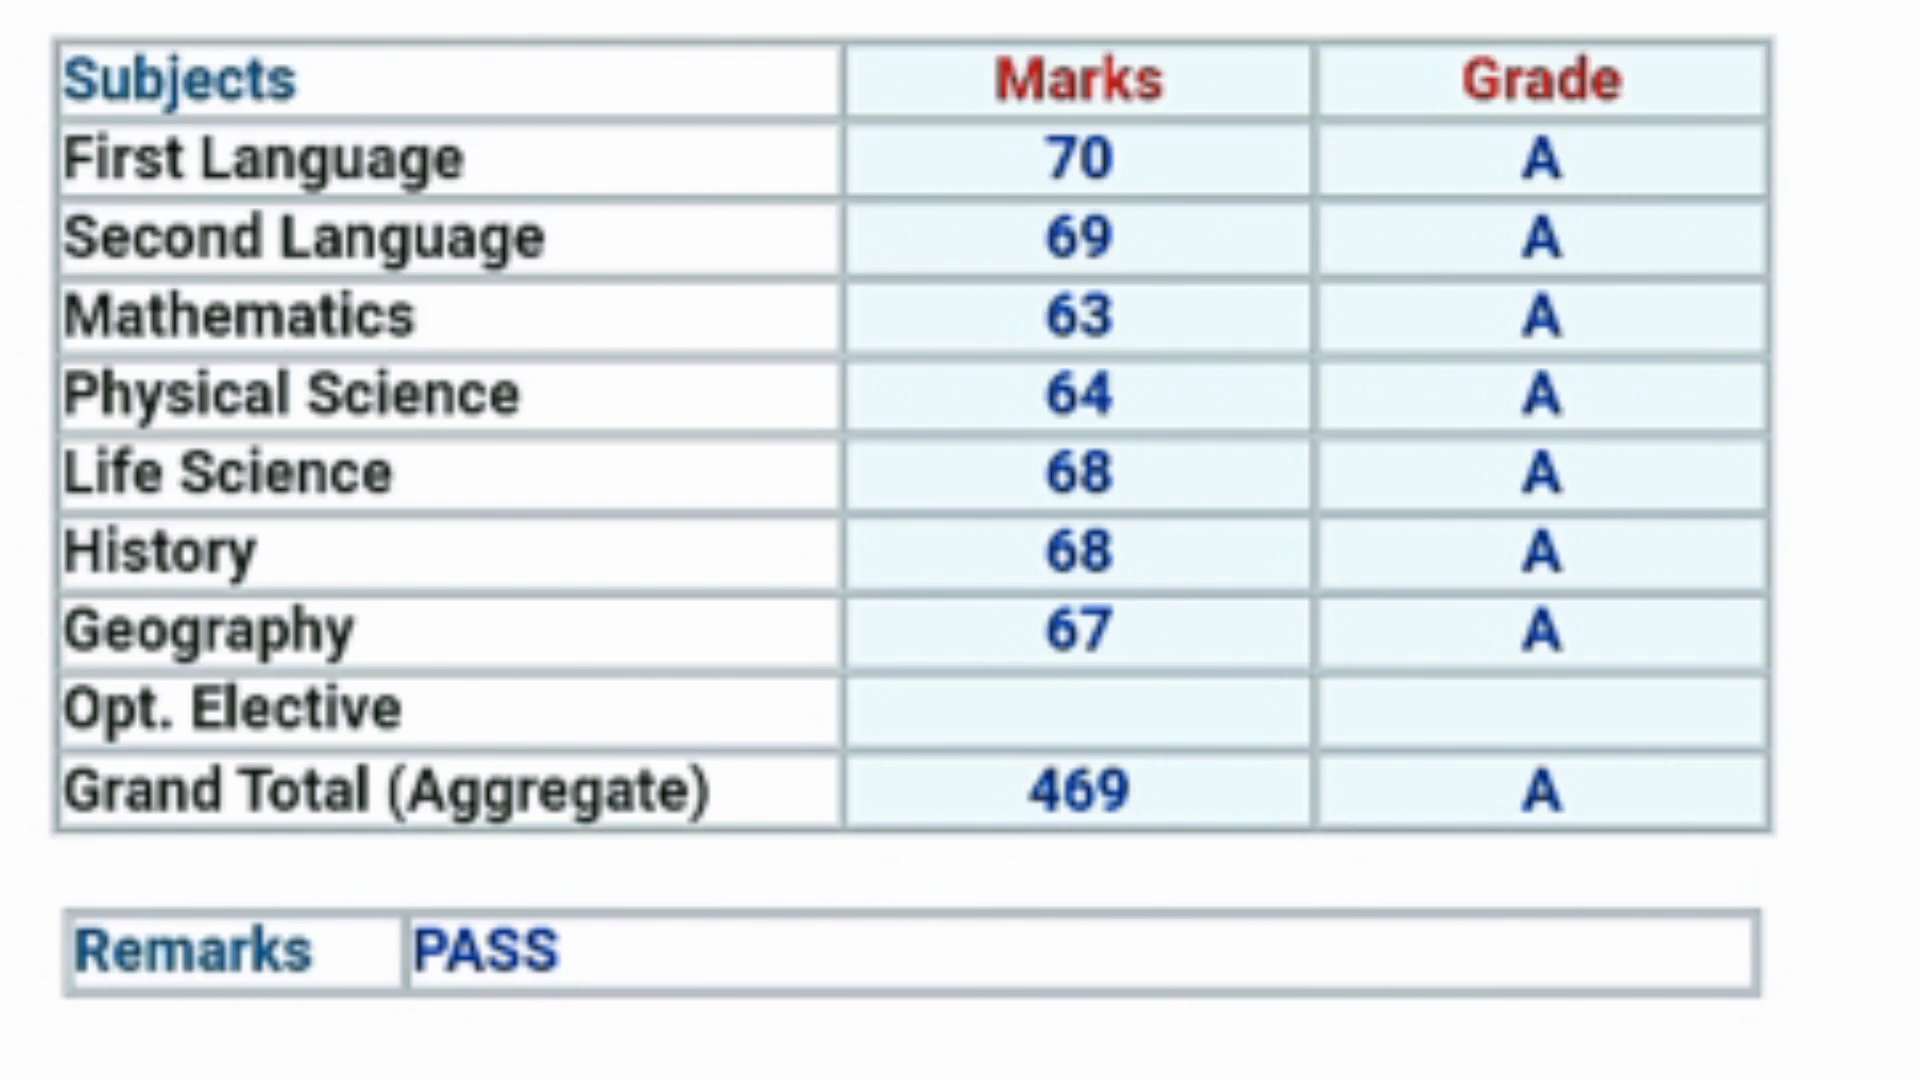 Subjects Marks Grade
First Language 70 A
Second Language 69 A
Mathematics 63 A
Physical Science 64 A
Life Science 68 A
History 68 A
Geography 67 A
Opt. Elective
Grand Total (Aggregate) 469 A
Remarks PASS